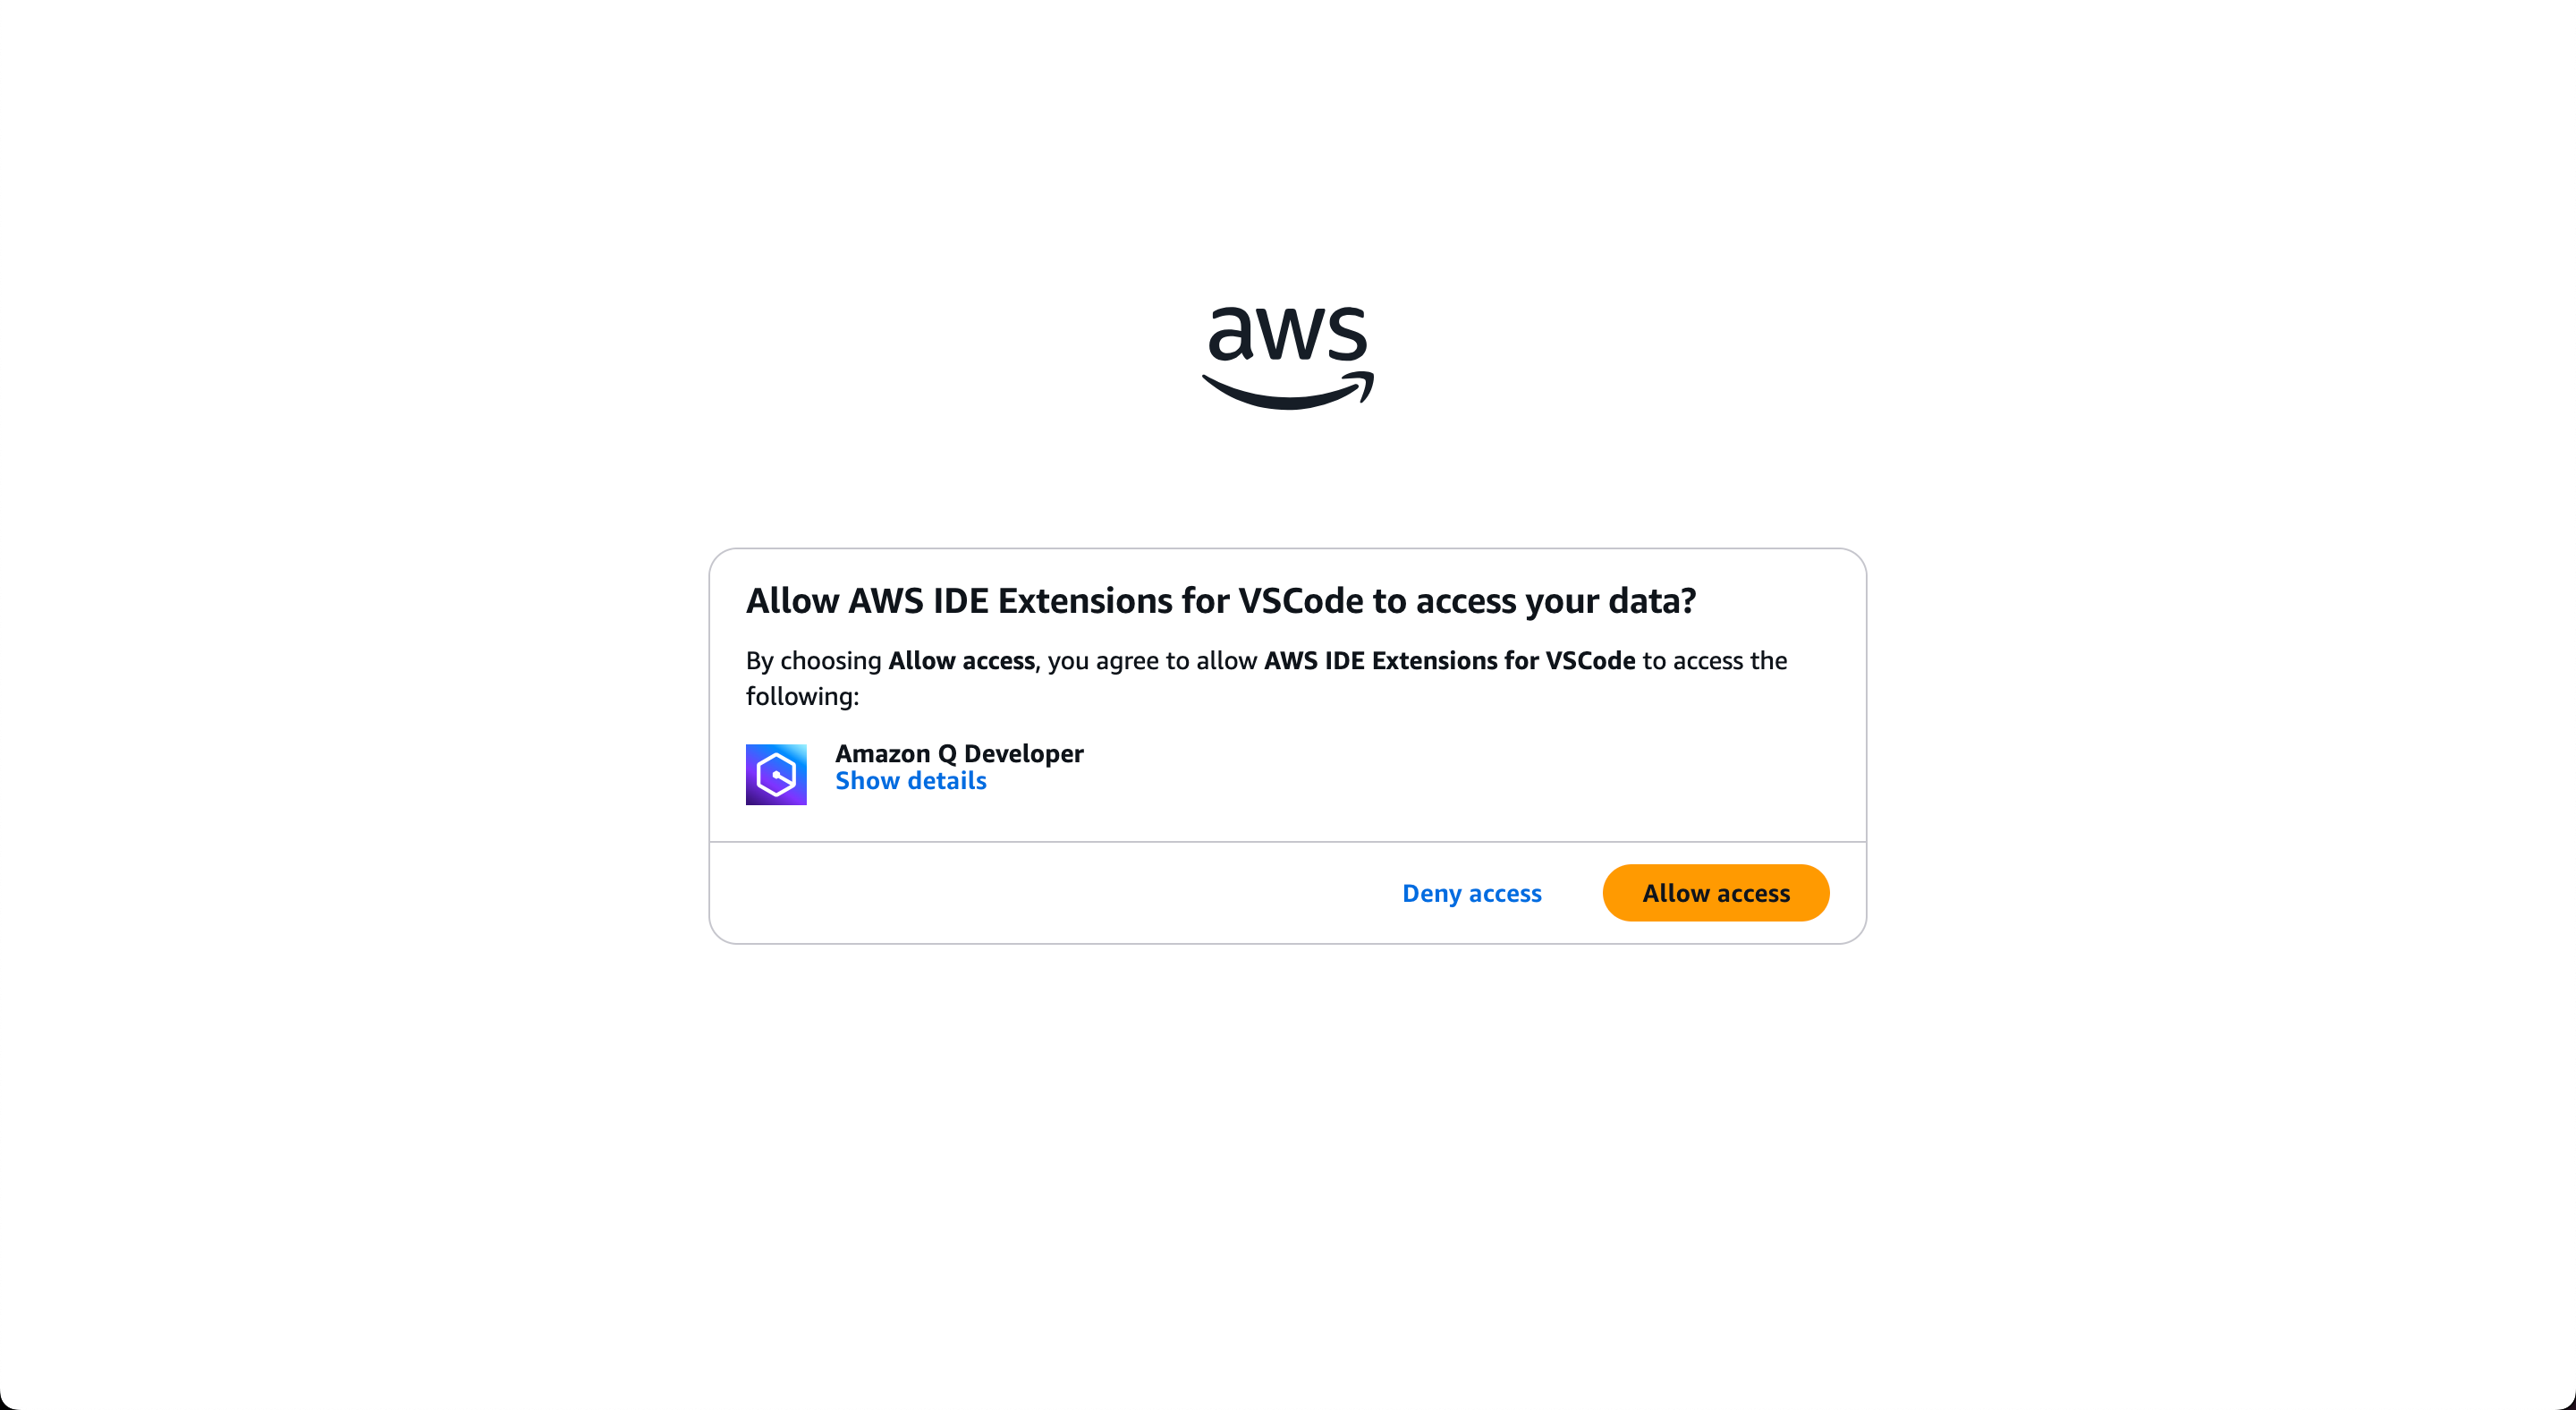 aws
Allow AWS IDE Extensions for VSCode to access your data?
By choosing Allow access, you agree to allow AWS IDE Extensions for VSCode to access the
following:
Amazon Q Developer
Show details
Deny access
Allow access